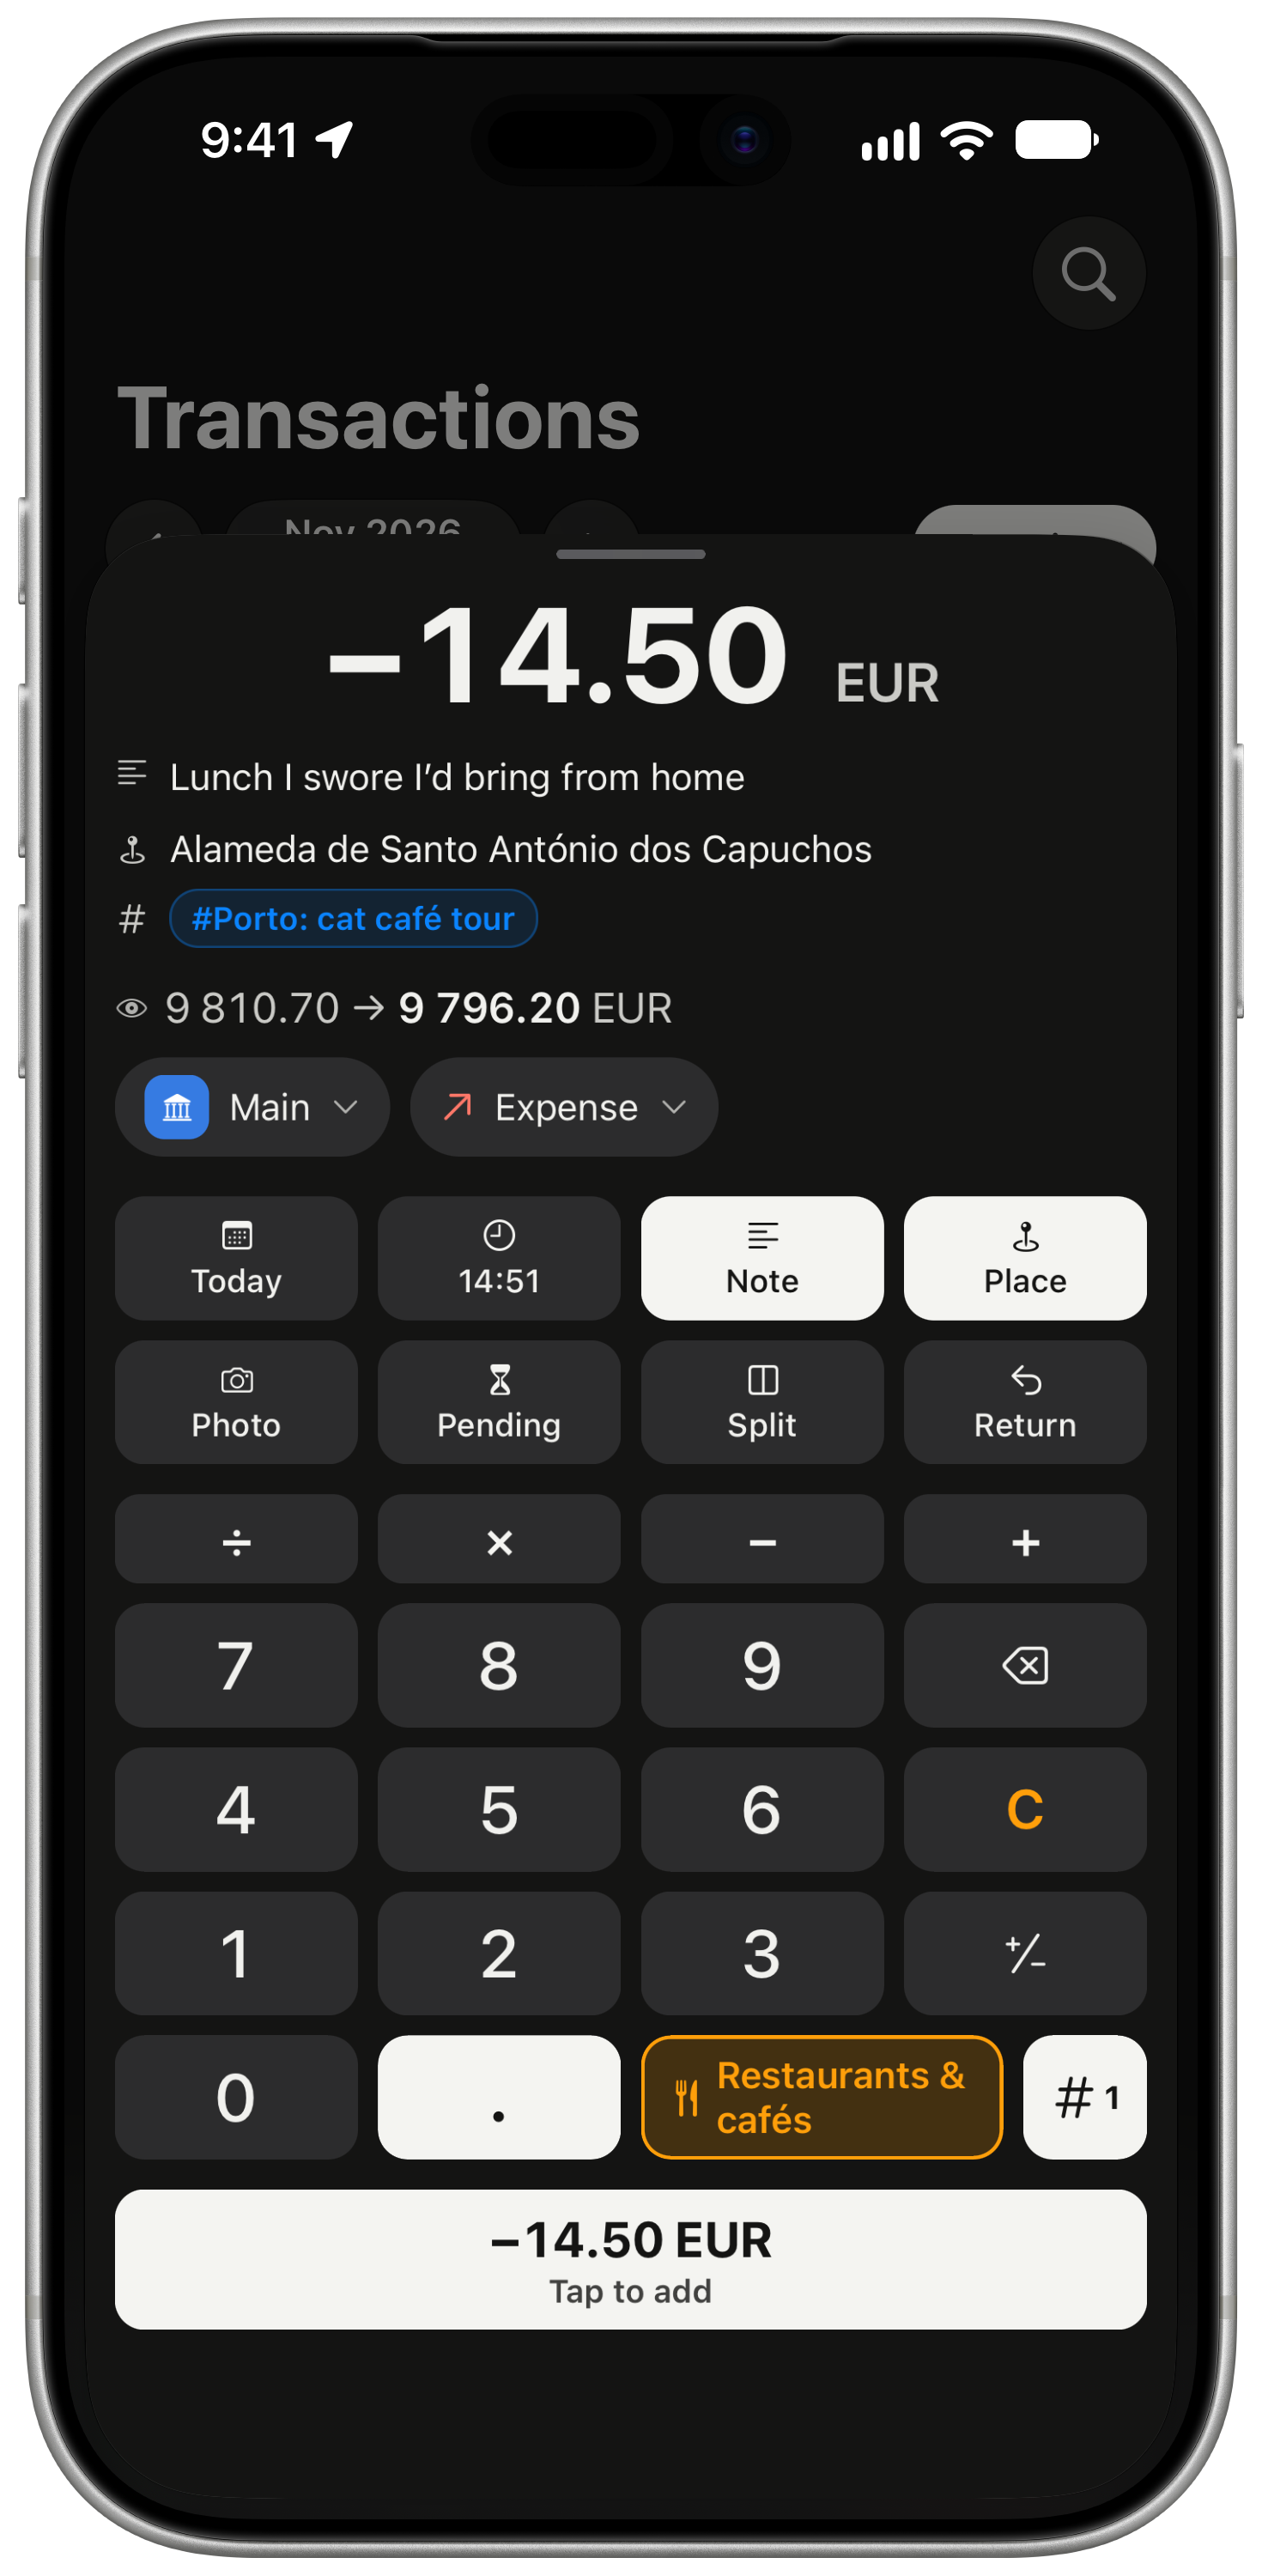 9:41
Transactions
Nov 2026
−14.50 EUR
Lunch I swore I’d bring from home
Alameda de Santo António dos Capuchos
# #Porto: cat café tour
9 810.70 → 9 796.20 EUR
Main Expense
Today 14:51 Note Place
Photo Pending Split Return
÷ × − +
7 8 9
4 5 6 C
1 2 3 +/−
0 . Restaurants &
cafés # 1
−14.50 EUR
Tap to add